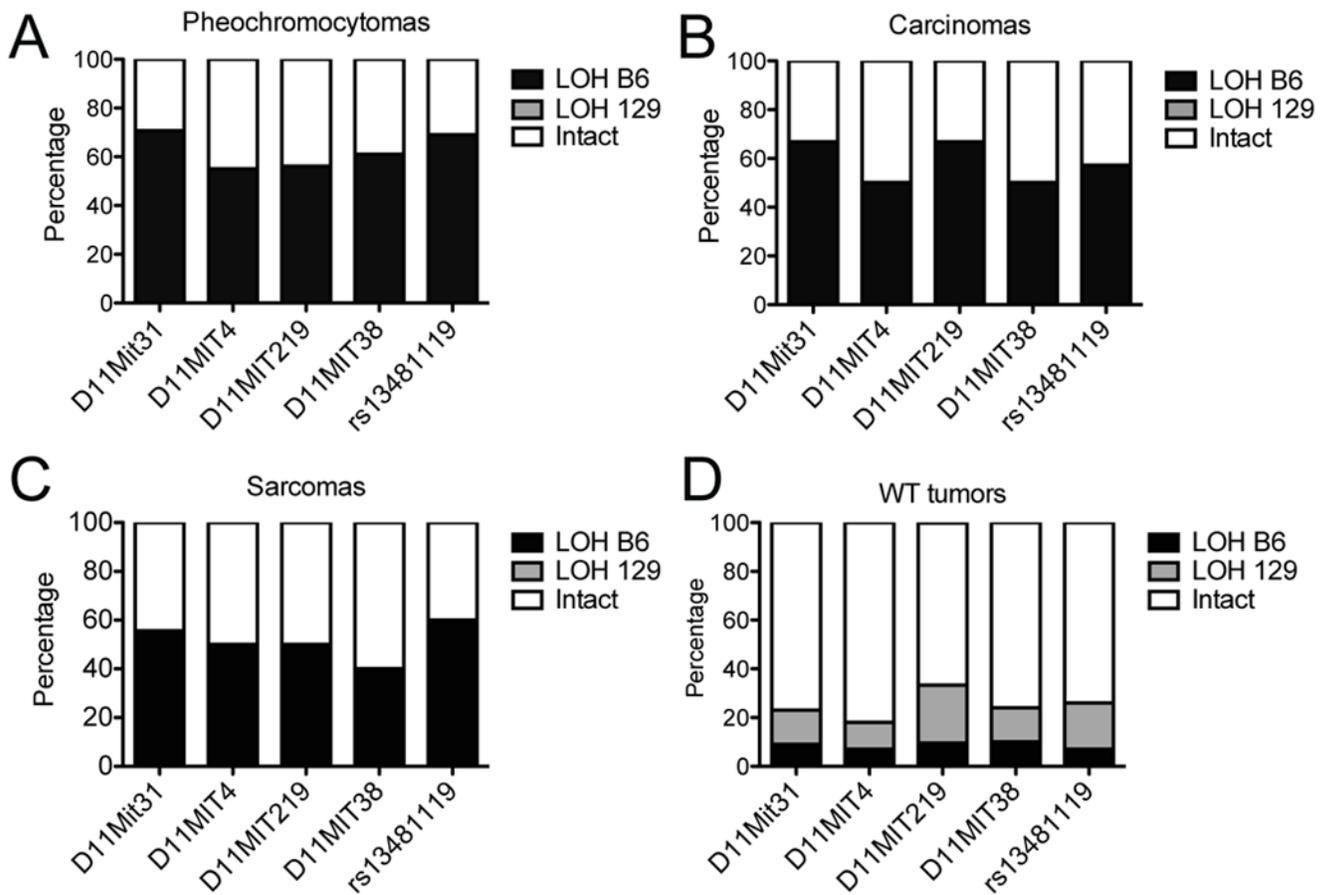 A
Pheochromocytomas
Percentage
100
80
60
40
20
0
LOH B6
LOH 129
Intact
D11Mit31
D11MIT4
D11MIT219
D11MIT38
rs13481119
B
Carcinomas
Percentage
100
80
60
40
20
0
LOH B6
LOH 129
Intact
D11Mit31
D11MIT4
D11MIT219
D11MIT38
rs13481119
C
Sarcomas
Percentage
100
80
60
40
20
0
LOH B6
LOH 129
Intact
D11Mit31
D11MIT4
D11MIT219
D11MIT38
rs13481119
D
WT tumors
Percentage
100
80
60
40
20
0
LOH B6
LOH 129
Intact
D11Mit31
D11MIT4
D11MIT219
D11MIT38
rs13481119